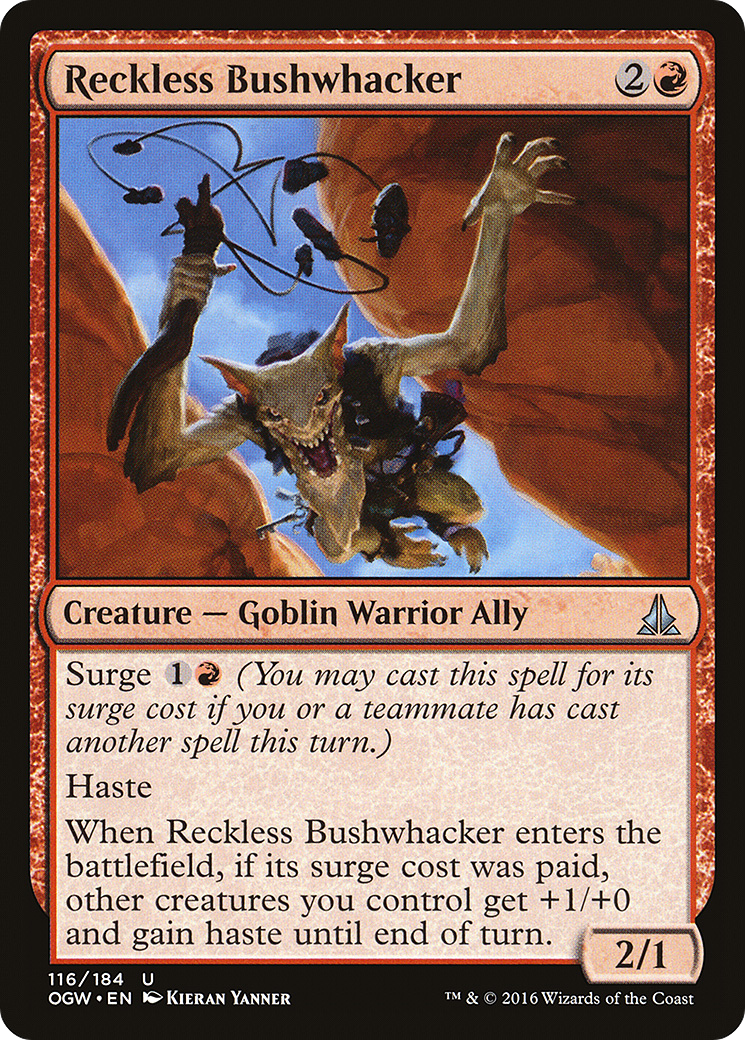 Reckless Bushwhacker 2
Creature — Goblin Warrior Ally
Surge 1 (You may cast this spell for its
surge cost if you or a teammate has cast
another spell this turn.)
Haste
When Reckless Bushwhacker enters the
battlefield, if its surge cost was paid,
other creatures you control get +1/+0
and gain haste until end of turn.
2/1
116/184 U
OGW • EN Kieran Yanner
™ & © 2016 Wizards of the Coast